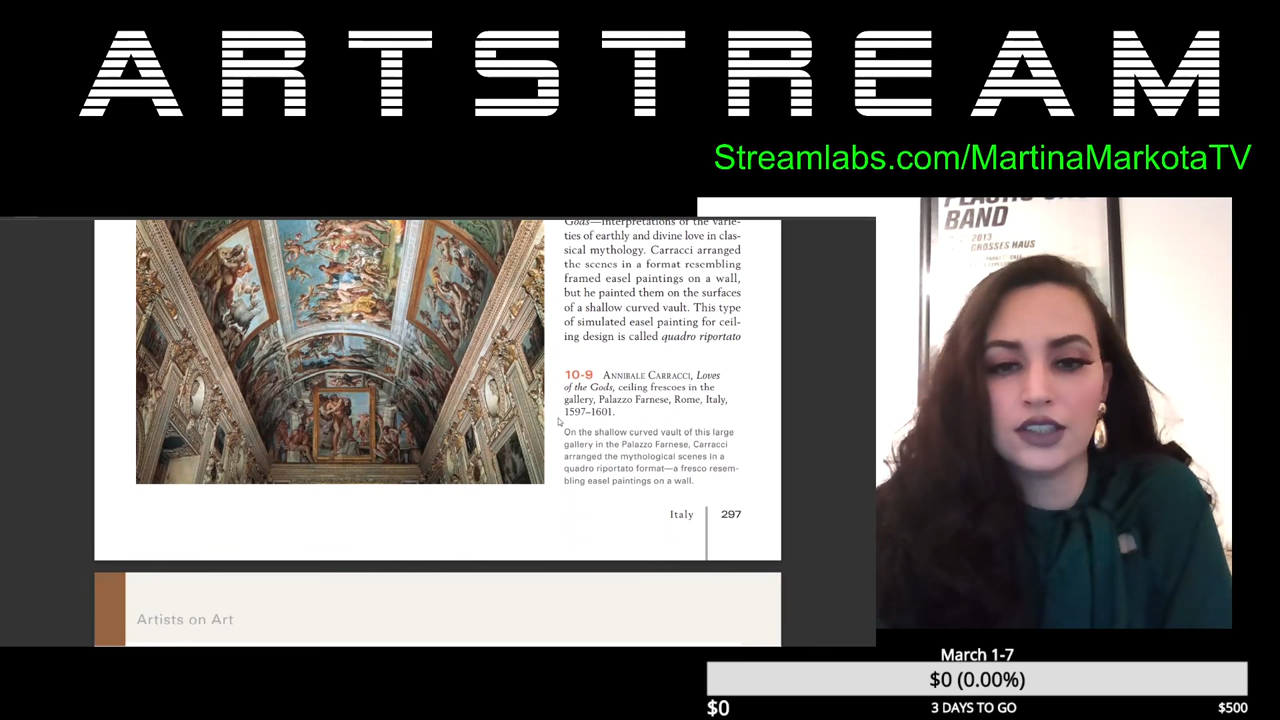 ARTSTREAM
Streamlabs.com/MartinaMarkotaTV
Gods—interpretations of the varie-
ties of earthly and divine love in clas-
sical mythology. Carracci arranged
the scenes in a format resembling
framed easel paintings on a wall,
but he painted them on the surfaces
of a shallow curved vault. This type
of simulated easel painting for ceil-
ing design is called quadro riportato
10-9 Annibale Carracci, Loves
of the Gods, ceiling frescoes in the
gallery, Palazzo Farnese, Rome, Italy,
1597–1601.
On the shallow curved vault of this large
gallery in the Palazzo Farnese, Carracci
arranged the mythological scenes in a
quadro riportato format—a fresco resem-
bling easel paintings on a wall.
Italy 297
Artists on Art
BAND
2013
GROSSES HAUS
March 1-7
$0 (0.00%)
$0 3 DAYS TO GO $500